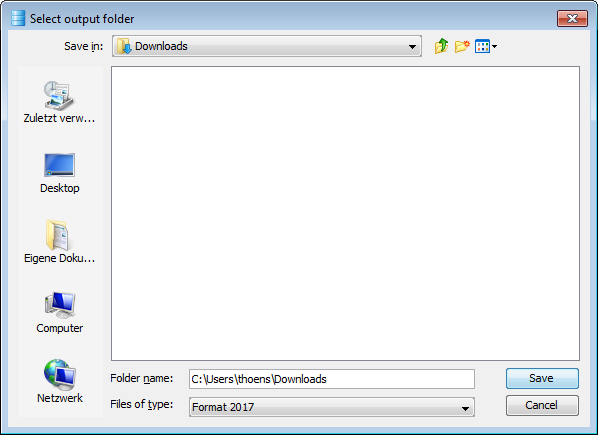 Select output folder
Save in: Downloads
Zuletzt verw...
Desktop
Eigene Doku...
Computer
Netzwerk
Folder name: C:\Users\thoens\Downloads
Save
Files of type: Format 2017
Cancel